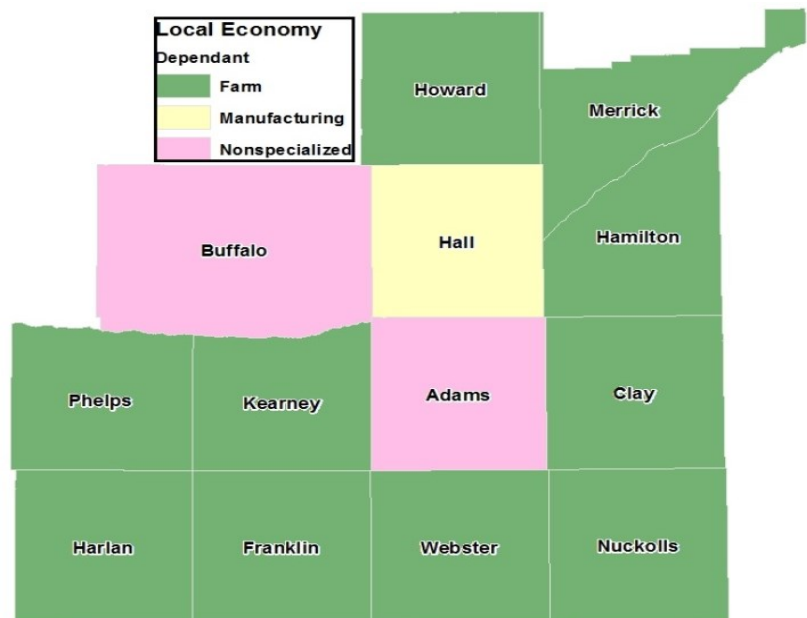 Local Economy
Dependant
Farm
Manufacturing
Nonspecialized
Howard
Merrick
Buffalo
Hall
Hamilton
Phelps
Kearney
Adams
Clay
Harlan
Franklin
Webster
Nuckolls